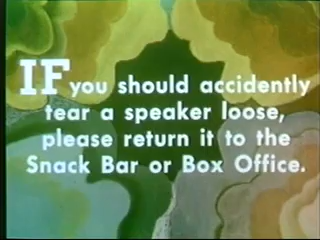 IF you should accidently
tear a speaker loose,
please return it to the
Snack Bar or Box Office.